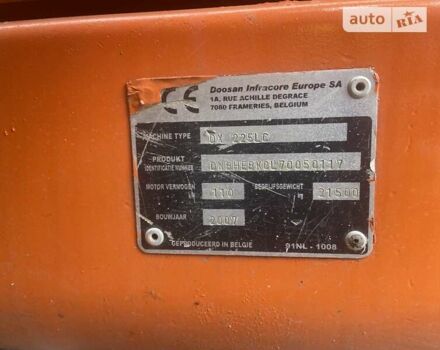 auto RIA
CE
Doosan Infracore Europe SA
1A, RUE ACHILLE DEGRACE
7080 FRAMERIES, BELGIUM
MACHINE TYPE DX 225LC
PRODUKT
IDENTIFICATIE NUMMER
MOTOR VERMOGEN 110 BEDRIJFSGEWICHT kg 21500
BOUWJAAR 2007
GEPRODUCEERD IN BELGIE 91NL - 1008